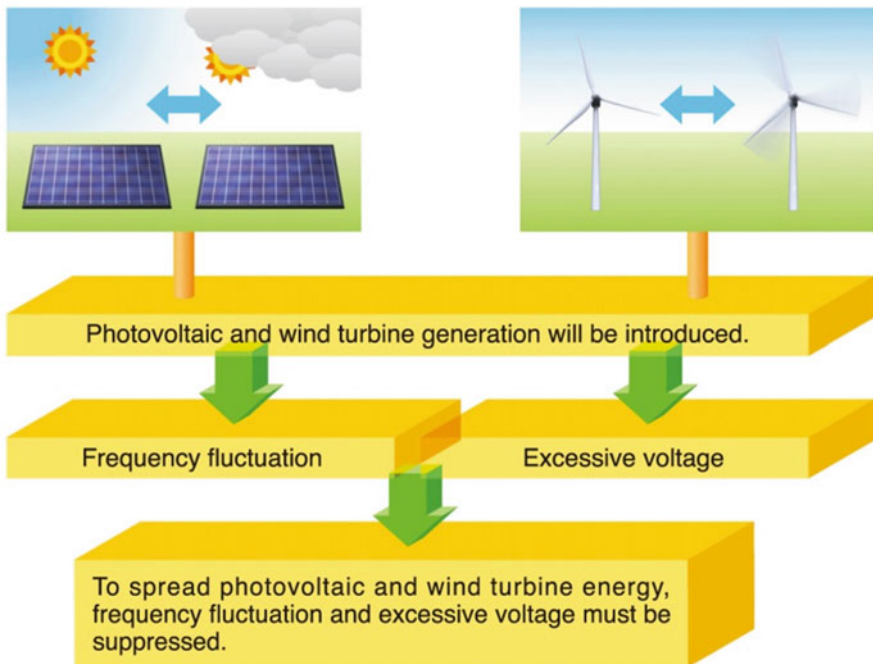 Photovoltaic and wind turbine generation will be introduced.
Frequency fluctuation
Excessive voltage
To spread photovoltaic and wind turbine energy,
frequency fluctuation and excessive voltage must be
suppressed.